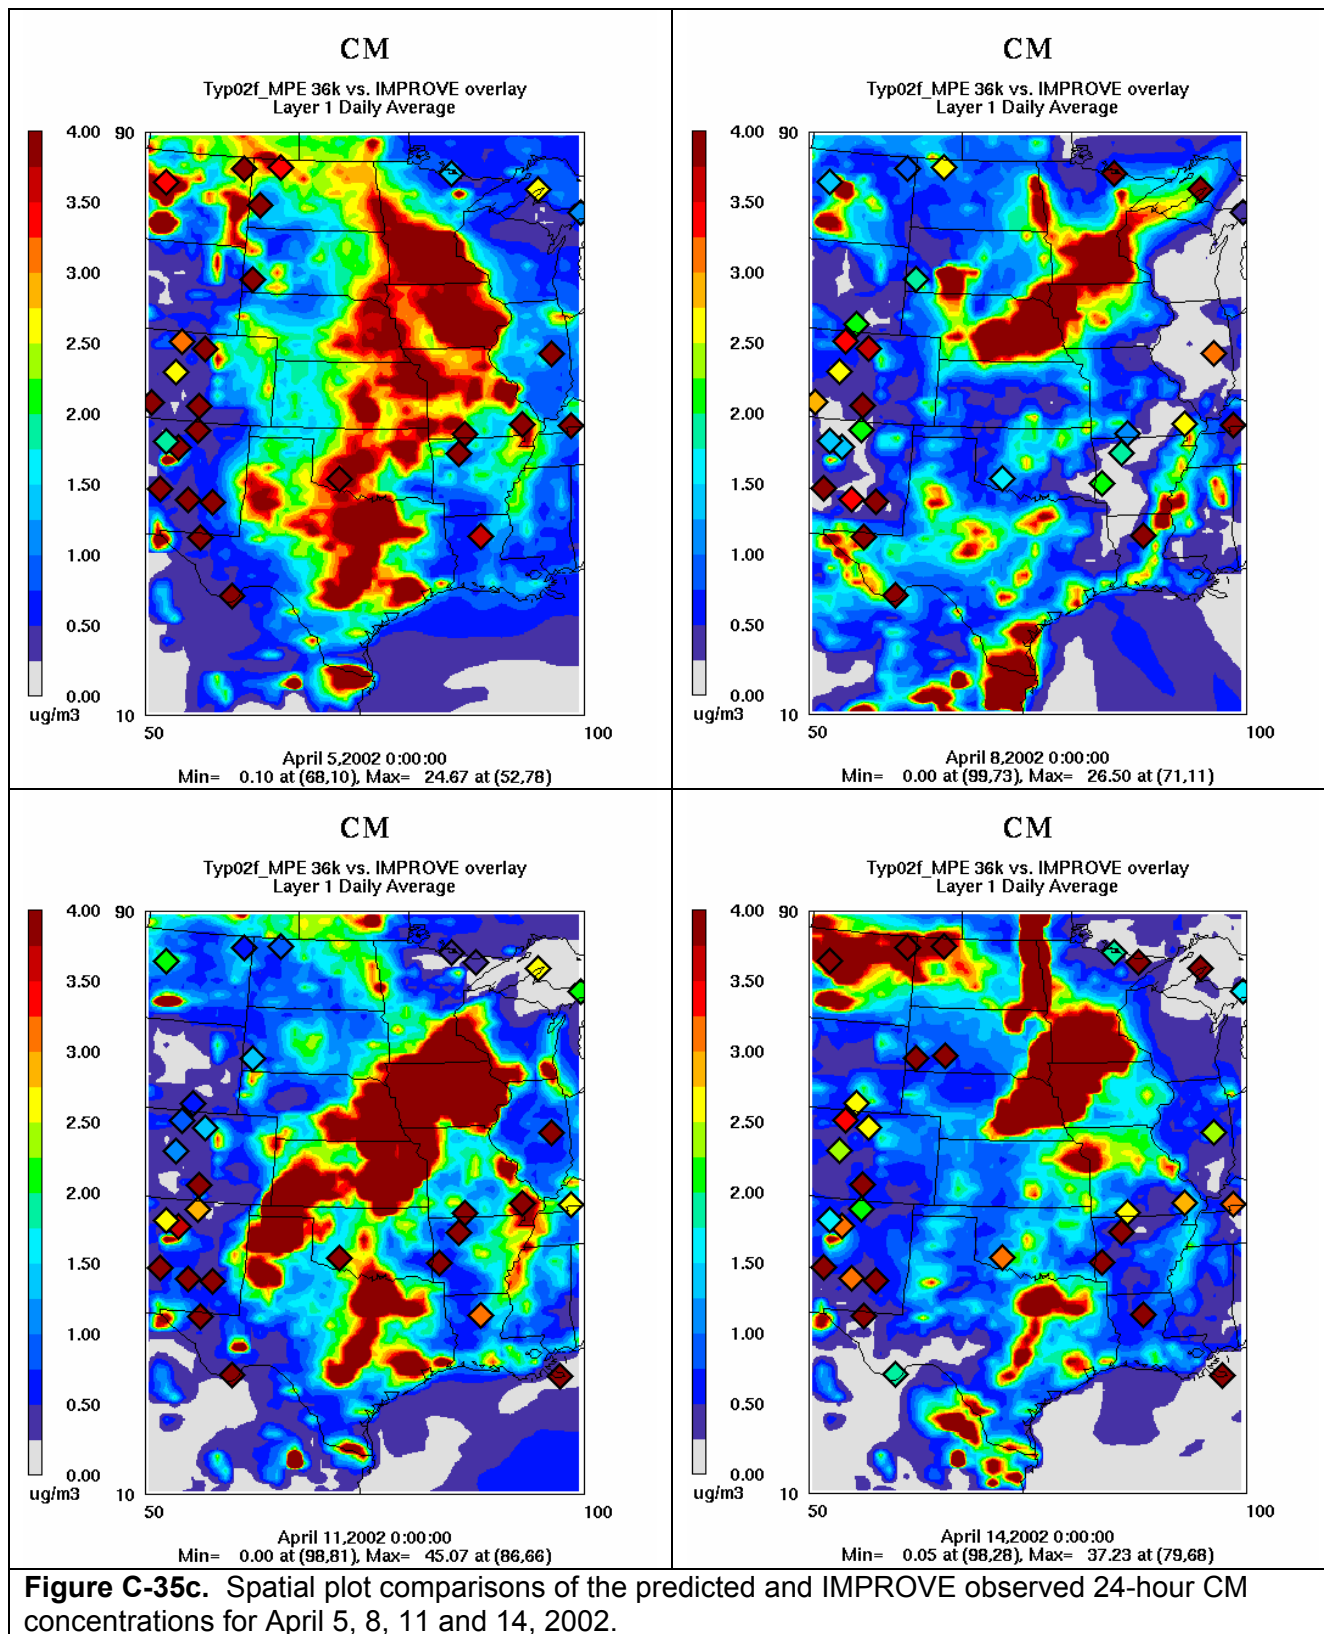 CM
Typ02f_MPE 36k vs. IMPROVE overlay
Layer 1 Daily Average
4.00
3.50
3.00
2.50
2.00
1.50
1.00
0.50
0.00
ug/m3
90
10
50
100
April 5,2002 0:00:00
Min= 0.10 at (68,10), Max= 24.67 at (52,78)
CM
Typ02f_MPE 36k vs. IMPROVE overlay
Layer 1 Daily Average
4.00
3.50
3.00
2.50
2.00
1.50
1.00
0.50
0.00
ug/m3
90
10
50
100
April 8,2002 0:00:00
Min= 0.00 at (99,73), Max= 26.50 at (71,11)
CM
Typ02f_MPE 36k vs. IMPROVE overlay
Layer 1 Daily Average
4.00
3.50
3.00
2.50
2.00
1.50
1.00
0.50
0.00
ug/m3
90
10
50
100
April 11,2002 0:00:00
Min= 0.00 at (98,81), Max= 45.07 at (86,66)
CM
Typ02f_MPE 36k vs. IMPROVE overlay
Layer 1 Daily Average
4.00
3.50
3.00
2.50
2.00
1.50
1.00
0.50
0.00
ug/m3
90
10
50
100
April 14,2002 0:00:00
Min= 0.05 at (98,28), Max= 37.23 at (79,68)
Figure C-35c. Spatial plot comparisons of the predicted and IMPROVE observed 24-hour CM
concentrations for April 5, 8, 11 and 14, 2002.